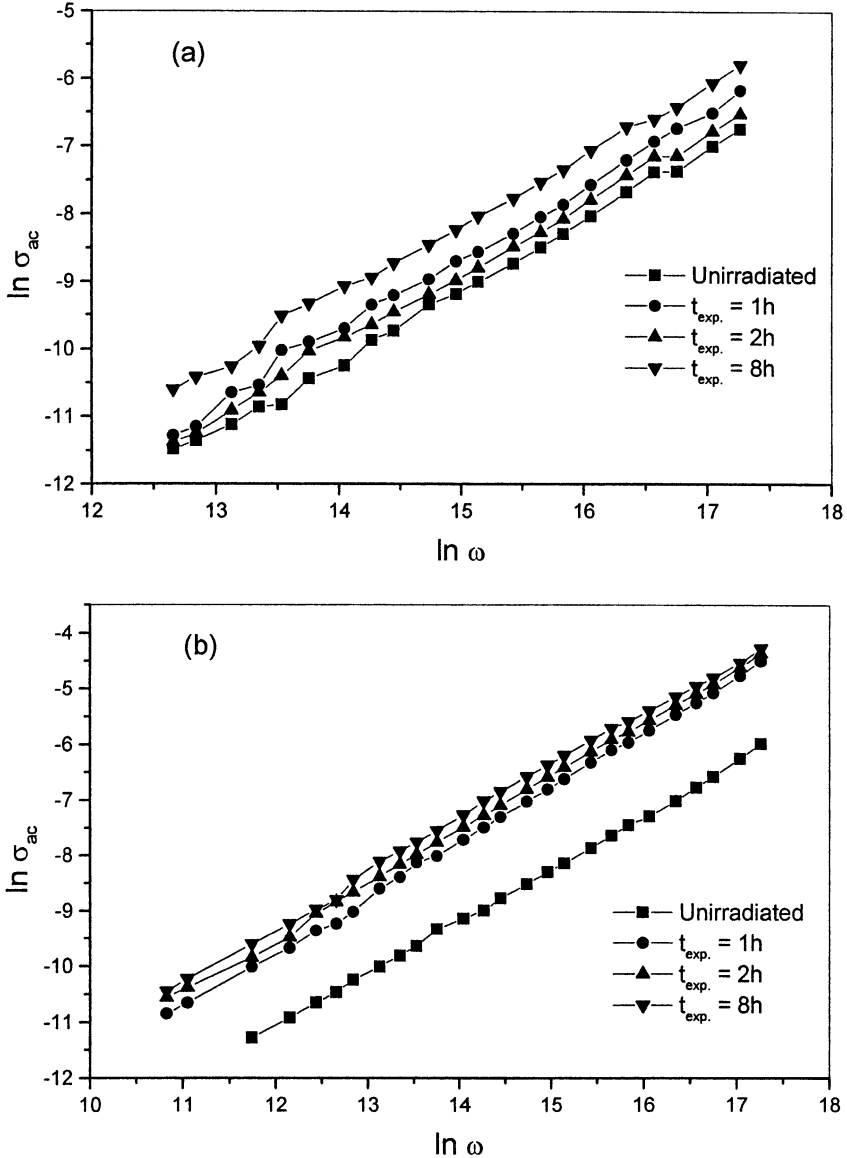 (a)
-5
-6
-7
-8
-9
-10
-11
-12
ln σac
Unirradiated
texp. = 1h
texp. = 2h
texp. = 8h
12 13 14 15 16 17 18
ln ω
(b)
-4
-5
-6
-7
-8
-9
-10
-11
-12
ln σac
Unirradiated
texp. = 1h
texp. = 2h
texp. = 8h
10 11 12 13 14 15 16 17 18
ln ω